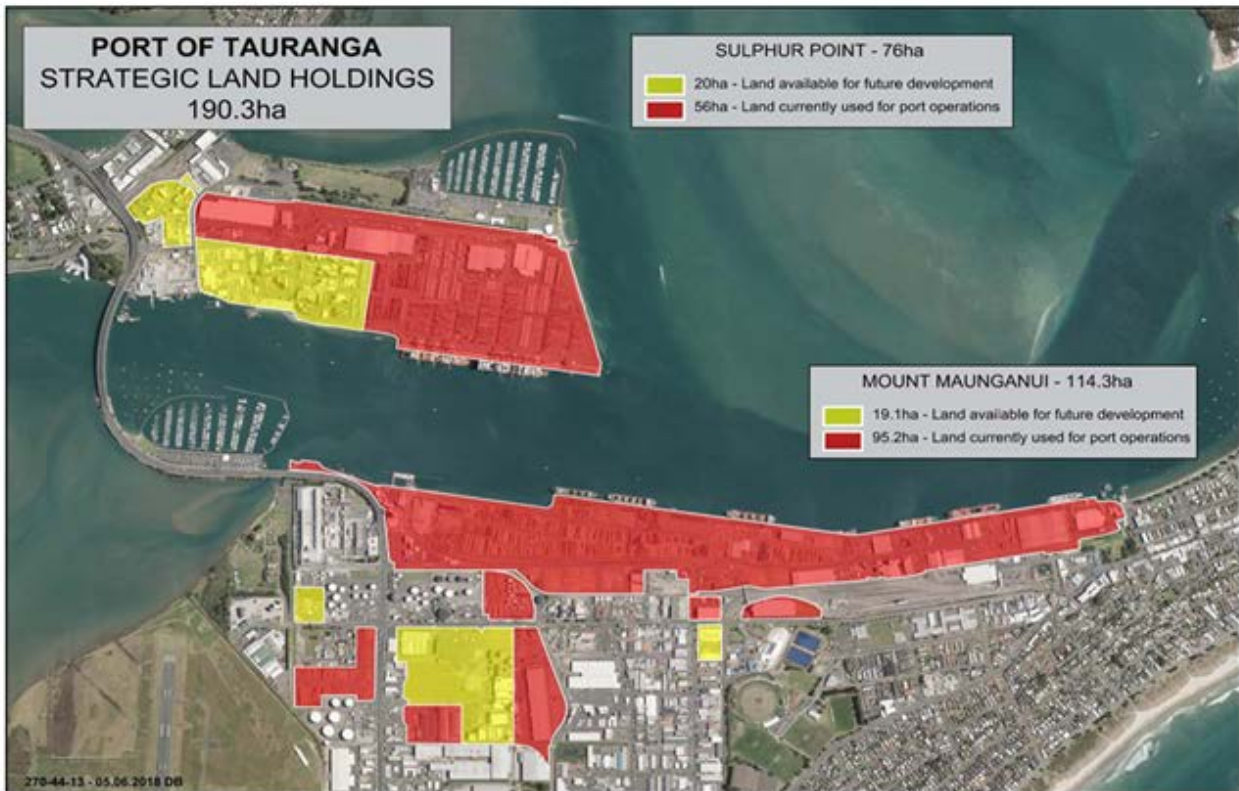 PORT OF TAURANGA
STRATEGIC LAND HOLDINGS
190.3ha
SULPHUR POINT - 76ha
20ha - Land available for future development
56ha - Land currently used for port operations
MOUNT MAUNGANUI - 114.3ha
19.1ha - Land available for future development
95.2ha - Land currently used for port operations
270-44-13 - 05.06.2018 DB